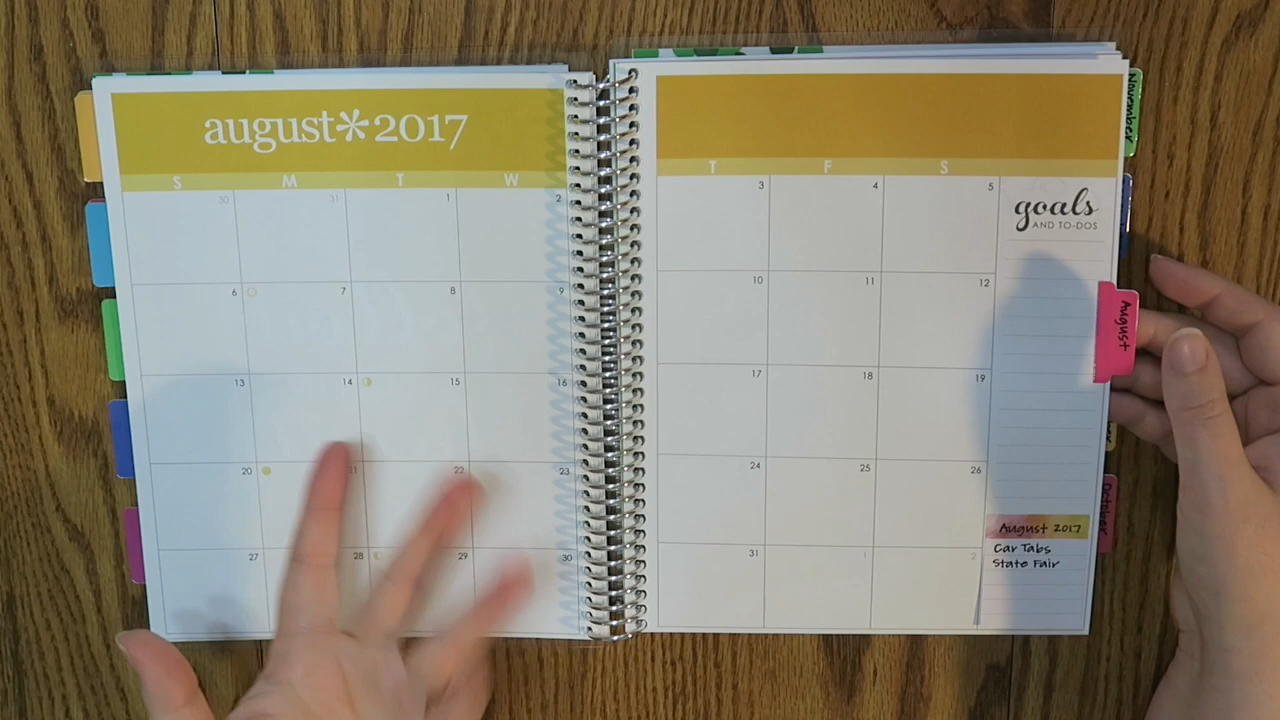 august*2017
S M T W
T F S
30 31 1 2
3 4 5
6 7 8 9
10 11 12
13 14 15 16
17 18 19
20 21 22 23
24 25 26
27 28 29 30
31 1 2
goals
AND TO-DOS
August 2017
Car Tabs
State Fair
November
August
October